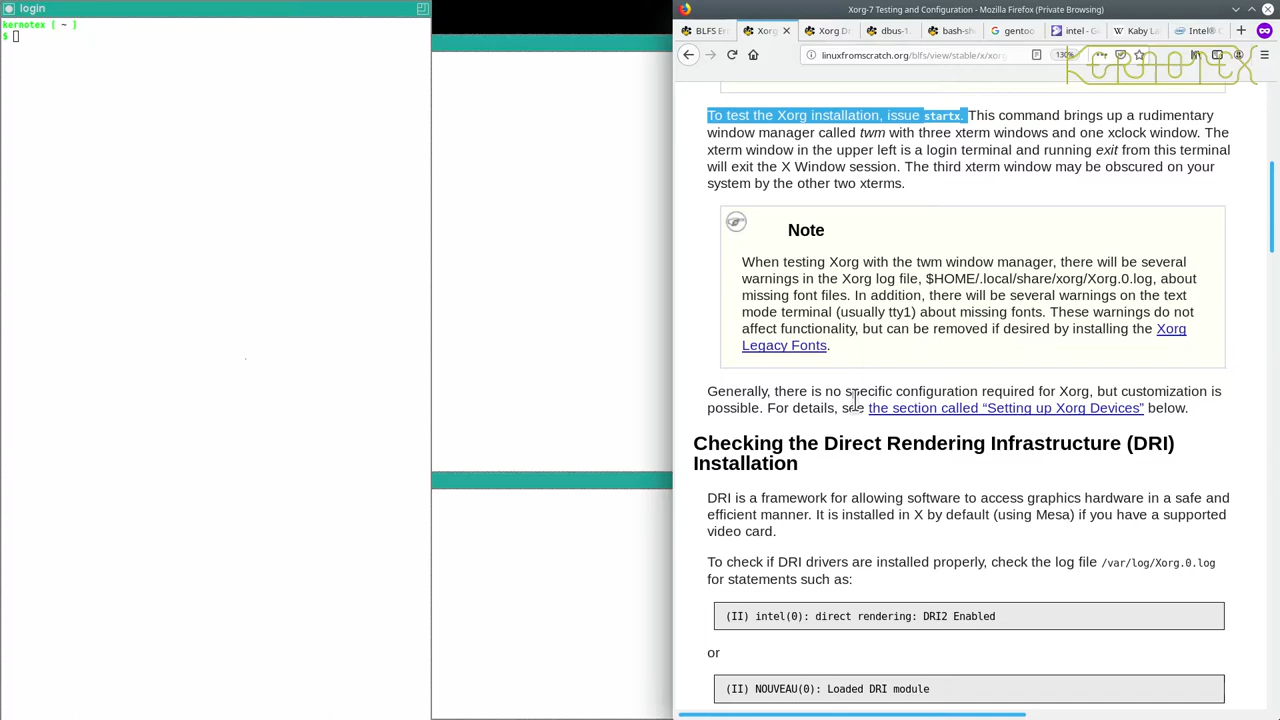 login
kernotex [ ~ ]
$
Xorg-7 Testing and Configuration - Mozilla Firefox (Private Browsing)
BLFS Er
Xorg-
Xorg Dr
dbus-1.
bash-she
gentoo
intel - G
Kaby La
Intel® C
linuxfromscratch.org/blfs/view/stable/x/xorg
130%
KERNOTEX
To test the Xorg installation, issue startx. This command brings up a rudimentary
window manager called twm with three xterm windows and one xclock window. The
xterm window in the upper left is a login terminal and running exit from this terminal
will exit the X Window session. The third xterm window may be obscured on your
system by the other two xterms.
Note
When testing Xorg with the twm window manager, there will be several
warnings in the Xorg log file, $HOME/.local/share/xorg/Xorg.0.log, about
missing font files. In addition, there will be several warnings on the text
mode terminal (usually tty1) about missing fonts. These warnings do not
affect functionality, but can be removed if desired by installing the Xorg
Legacy Fonts.
Generally, there is no specific configuration required for Xorg, but customization is
possible. For details, see the section called “Setting up Xorg Devices” below.
Checking the Direct Rendering Infrastructure (DRI)
Installation
DRI is a framework for allowing software to access graphics hardware in a safe and
efficient manner. It is installed in X by default (using Mesa) if you have a supported
video card.
To check if DRI drivers are installed properly, check the log file /var/log/Xorg.0.log
for statements such as:
(II) intel(0): direct rendering: DRI2 Enabled
or
(II) NOUVEAU(0): Loaded DRI module